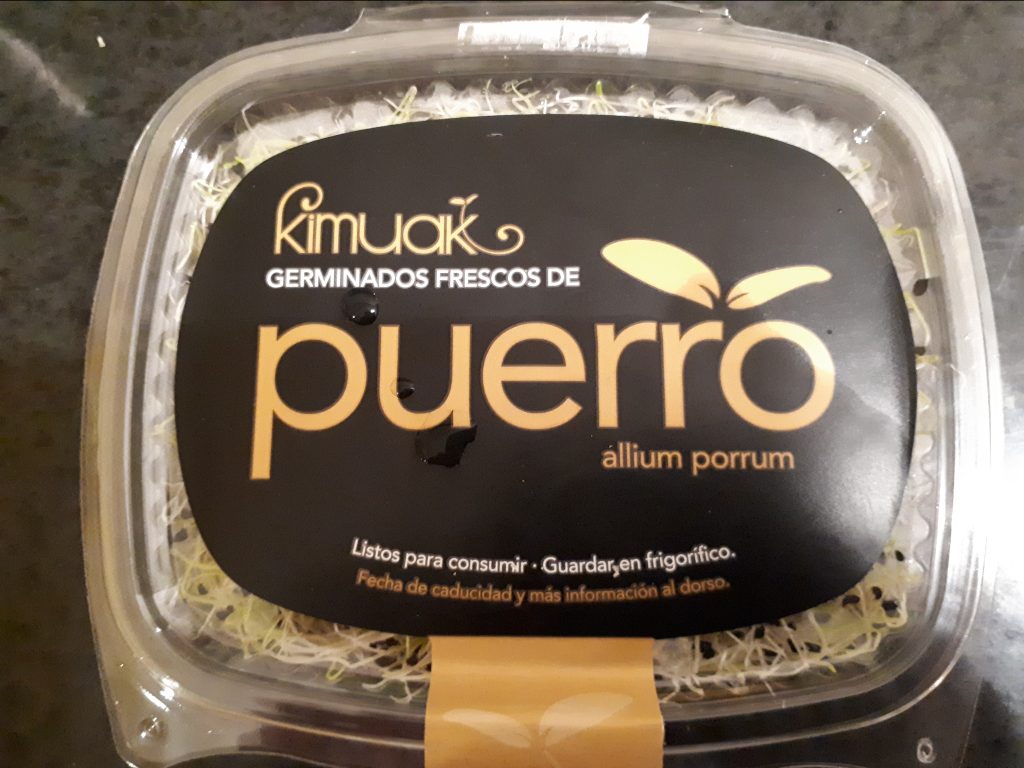 kimuak
GERMINADOS FRESCOS DE
puerro
allium porrum
Listos para consumir · Guardar en frigorífico.
Fecha de caducidad y más información al dorso.